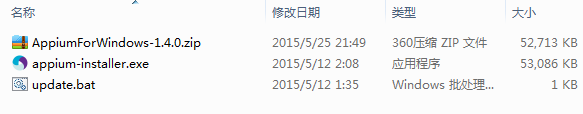 名称 修改日期 类型 大小
AppiumForWindows-1.4.0.zip 2015/5/25 21:49 360压缩 ZIP 文件 52,713 KB
appium-installer.exe 2015/5/12 2:08 应用程序 53,086 KB
update.bat 2015/5/12 1:35 Windows 批处理... 1 KB